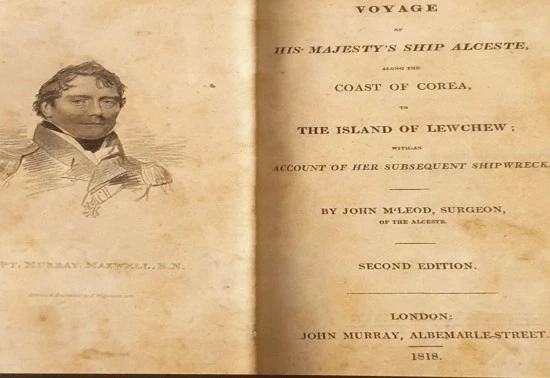 PT. MURRAY MAXWELL, R.N.
VOYAGE
OF
HIS MAJESTY'S SHIP ALCESTE,
ALONG THE
COAST OF COREA,
TO
THE ISLAND OF LEWCHEW;
WITH AN
ACCOUNT OF HER SUBSEQUENT SHIPWRECK.
BY JOHN M'LEOD, SURGEON,
OF THE ALCESTE.
SECOND EDITION.
LONDON:
JOHN MURRAY, ALBEMARLE-STREET.
1818.